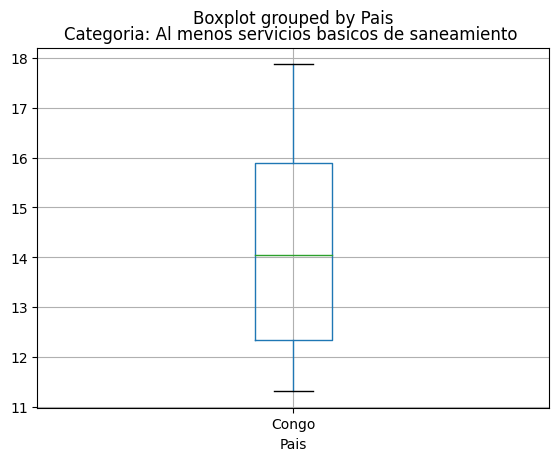 Boxplot grouped by Pais
Categoria: Al menos servicios basicos de saneamiento
18
17
16
15
14
13
12
11
Congo
Pais